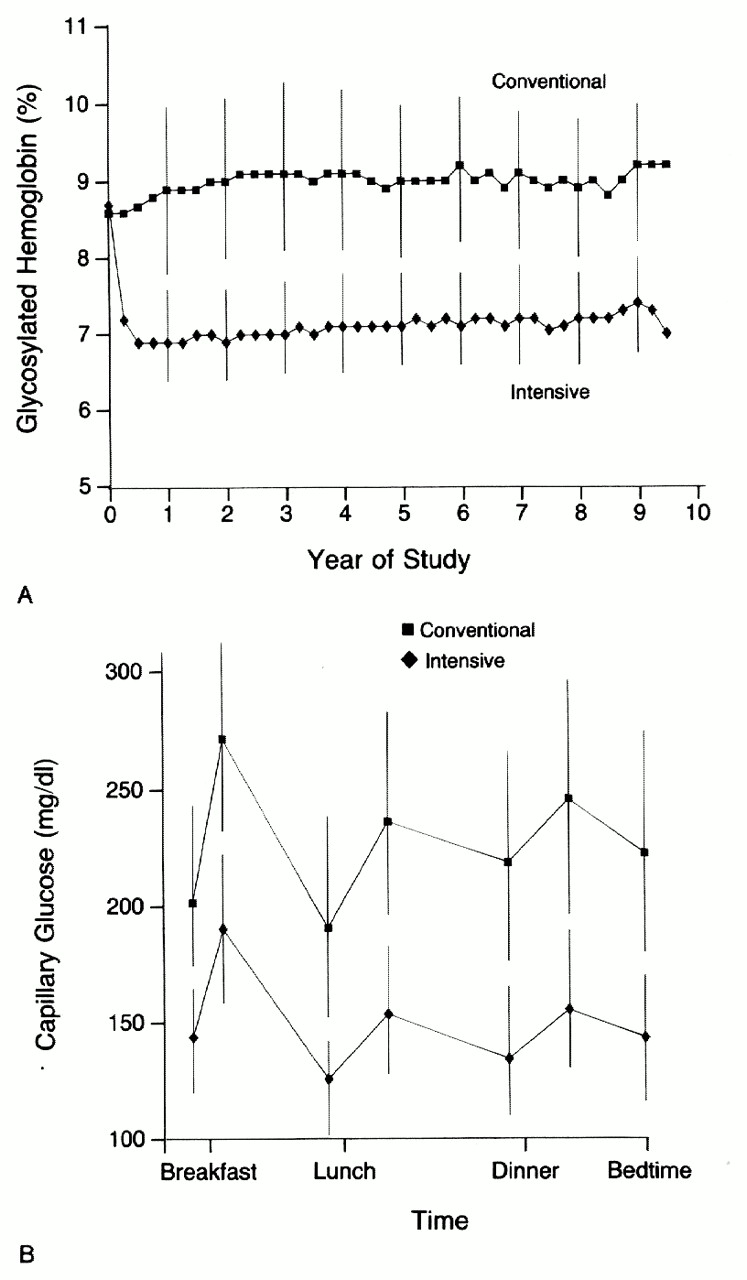 11
10
9
8
7
6
5
Glycosylated Hemoglobin (%)
Conventional
Intensive
0 1 2 3 4 5 6 7 8 9 10
Year of Study
A
■ Conventional
◆ Intensive
300
250
200
150
100
Capillary Glucose (mg/dl)
Breakfast Lunch Dinner Bedtime
Time
B